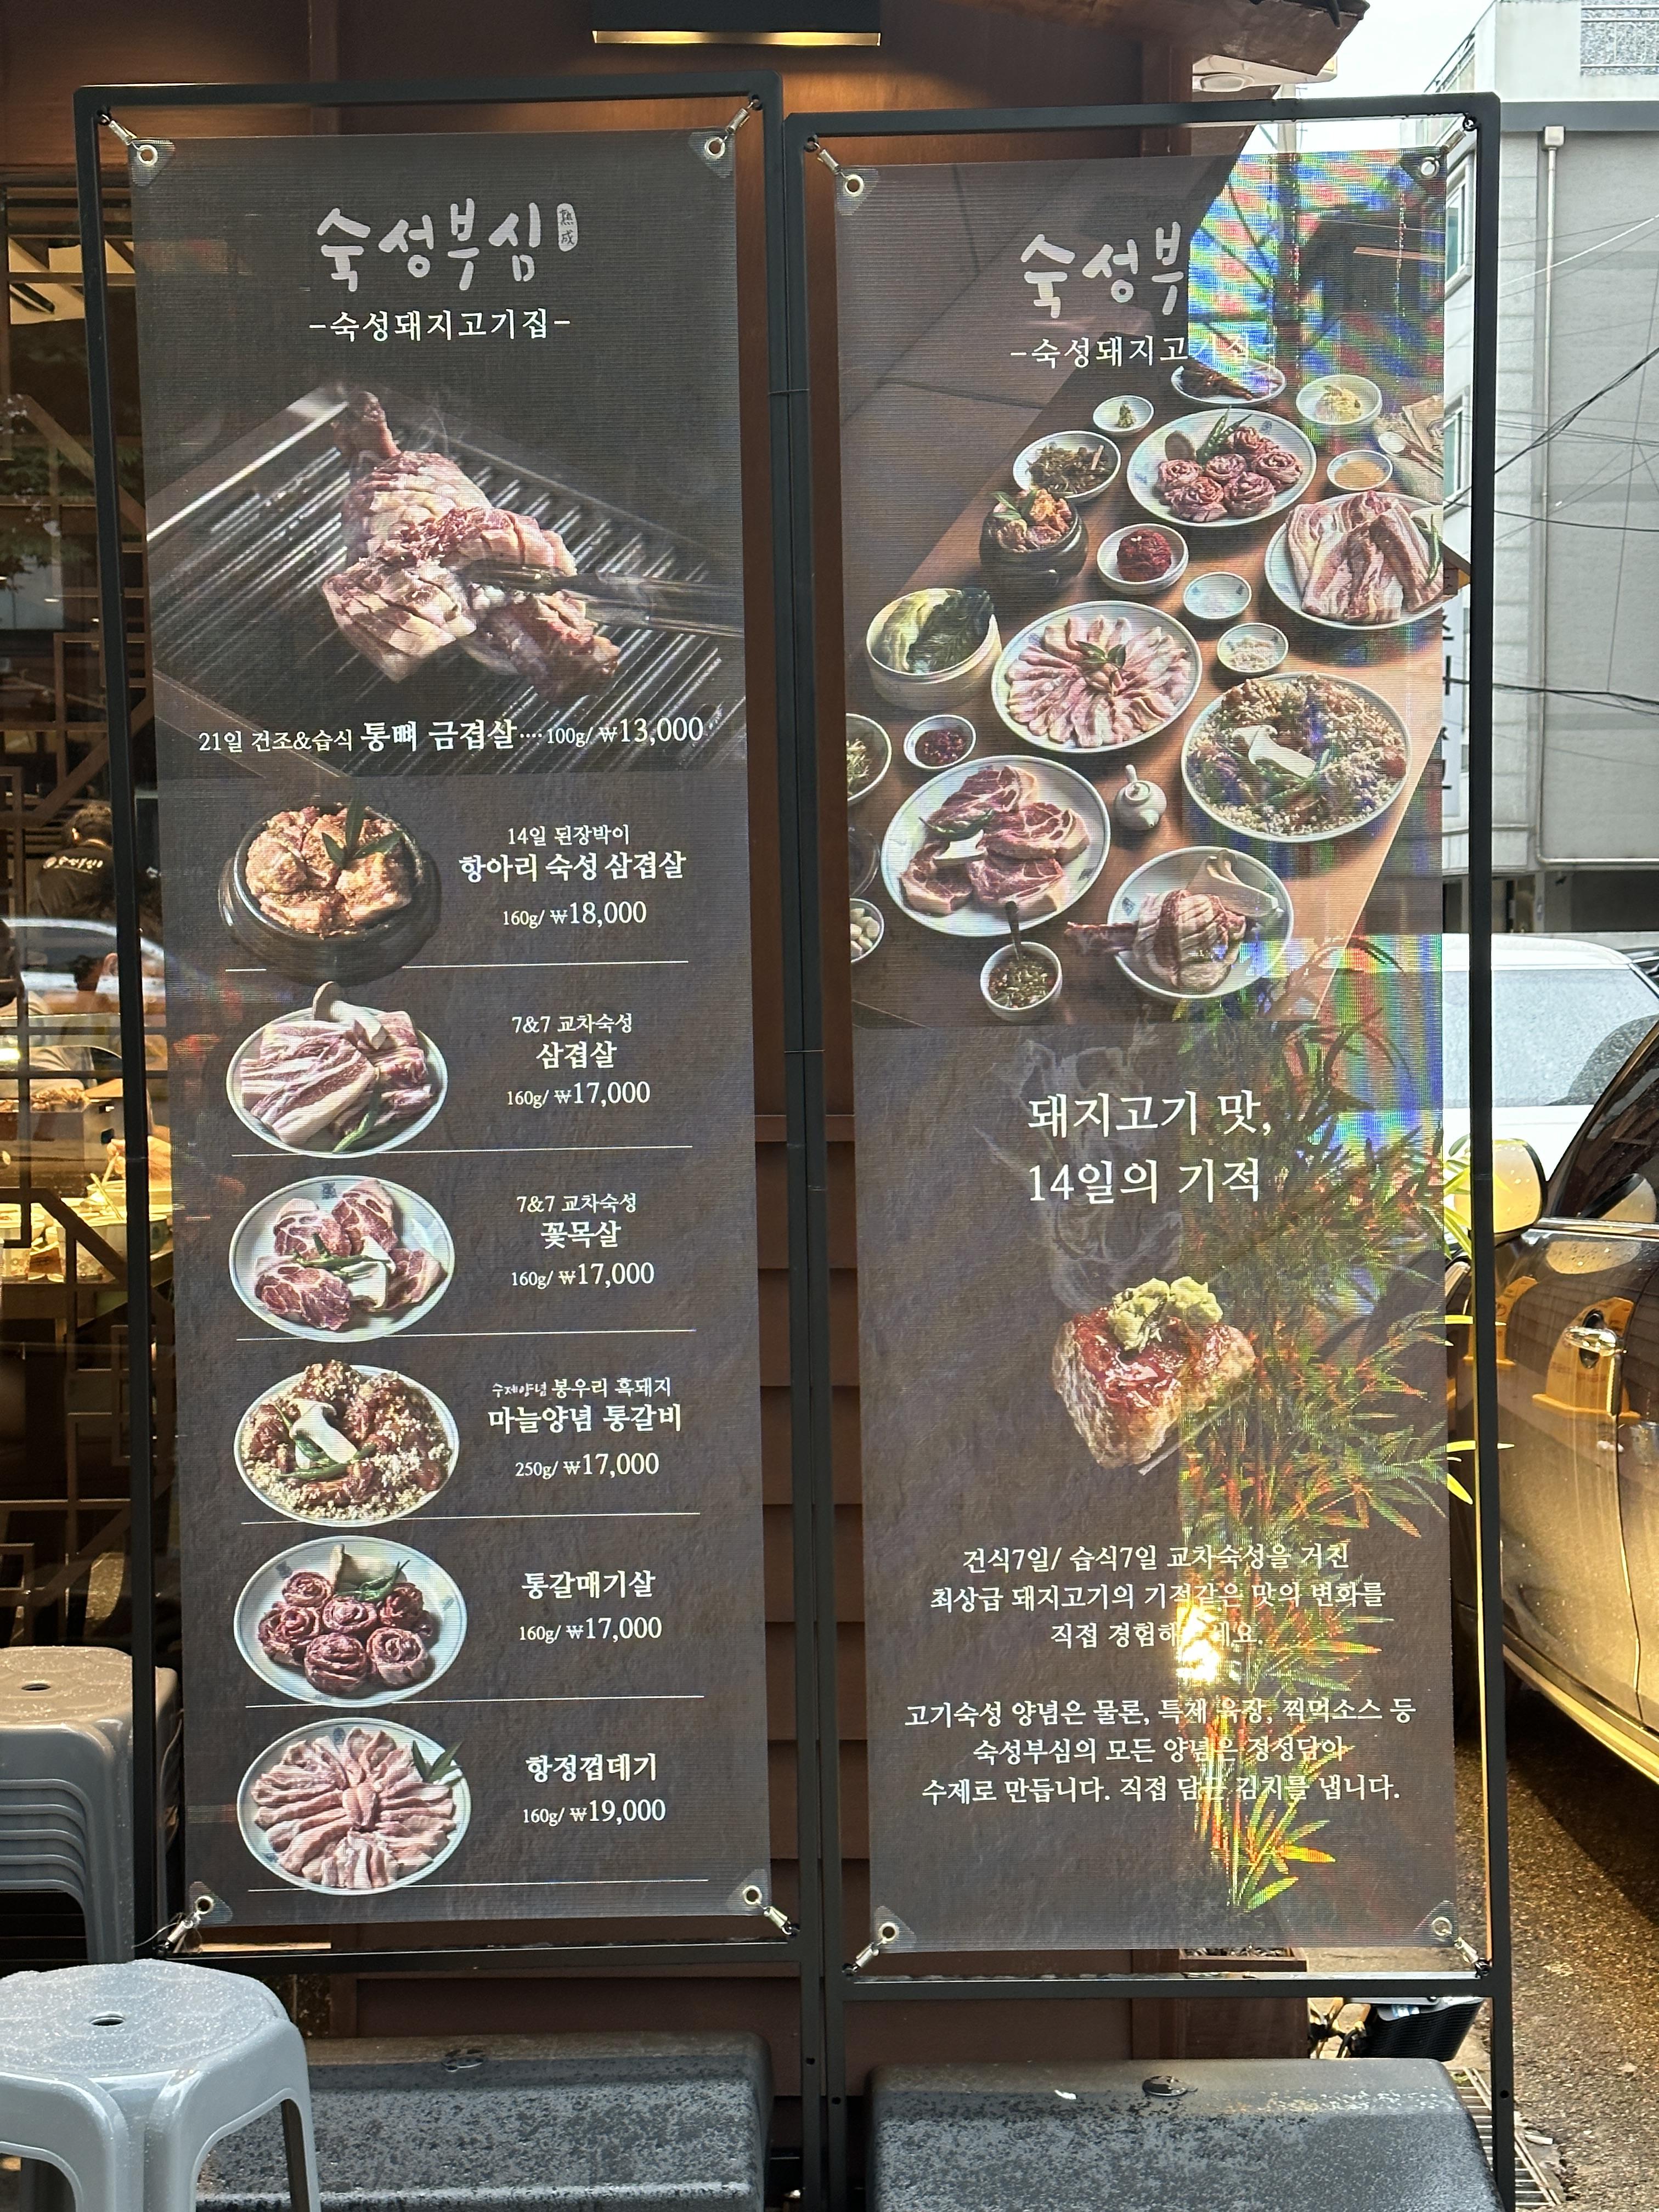 숙성부심
熟成
-숙성돼지고기집-
21일 건조&습식 통뼈 금겹살···· 100g/ ₩13,000
14일 된장박이
항아리 숙성 삼겹살
160g/ ₩18,000
7&7 교차숙성
삼겹살
160g/ ₩17,000
7&7 교차숙성
꽃목살
160g/ ₩17,000
수제양념 봉우리 흑돼지
마늘양념 통갈비
250g/ ₩17,000
통갈매기살
160g/ ₩17,000
항정껍데기
160g/ ₩19,000
숙성부
-숙성돼지고기집-
돼지고기 맛,
14일의 기적
건식7일/ 습식7일 교차숙성을 거친
최상급 돼지고기의 기적같은 맛의 변화를
직접
고기숙성 양념은 물론, 특제 찍먹소스 등
숙성부심의 모든 양념은 정성담아
수제로 만듭니다. 직접 담근 김치를 냅니다.